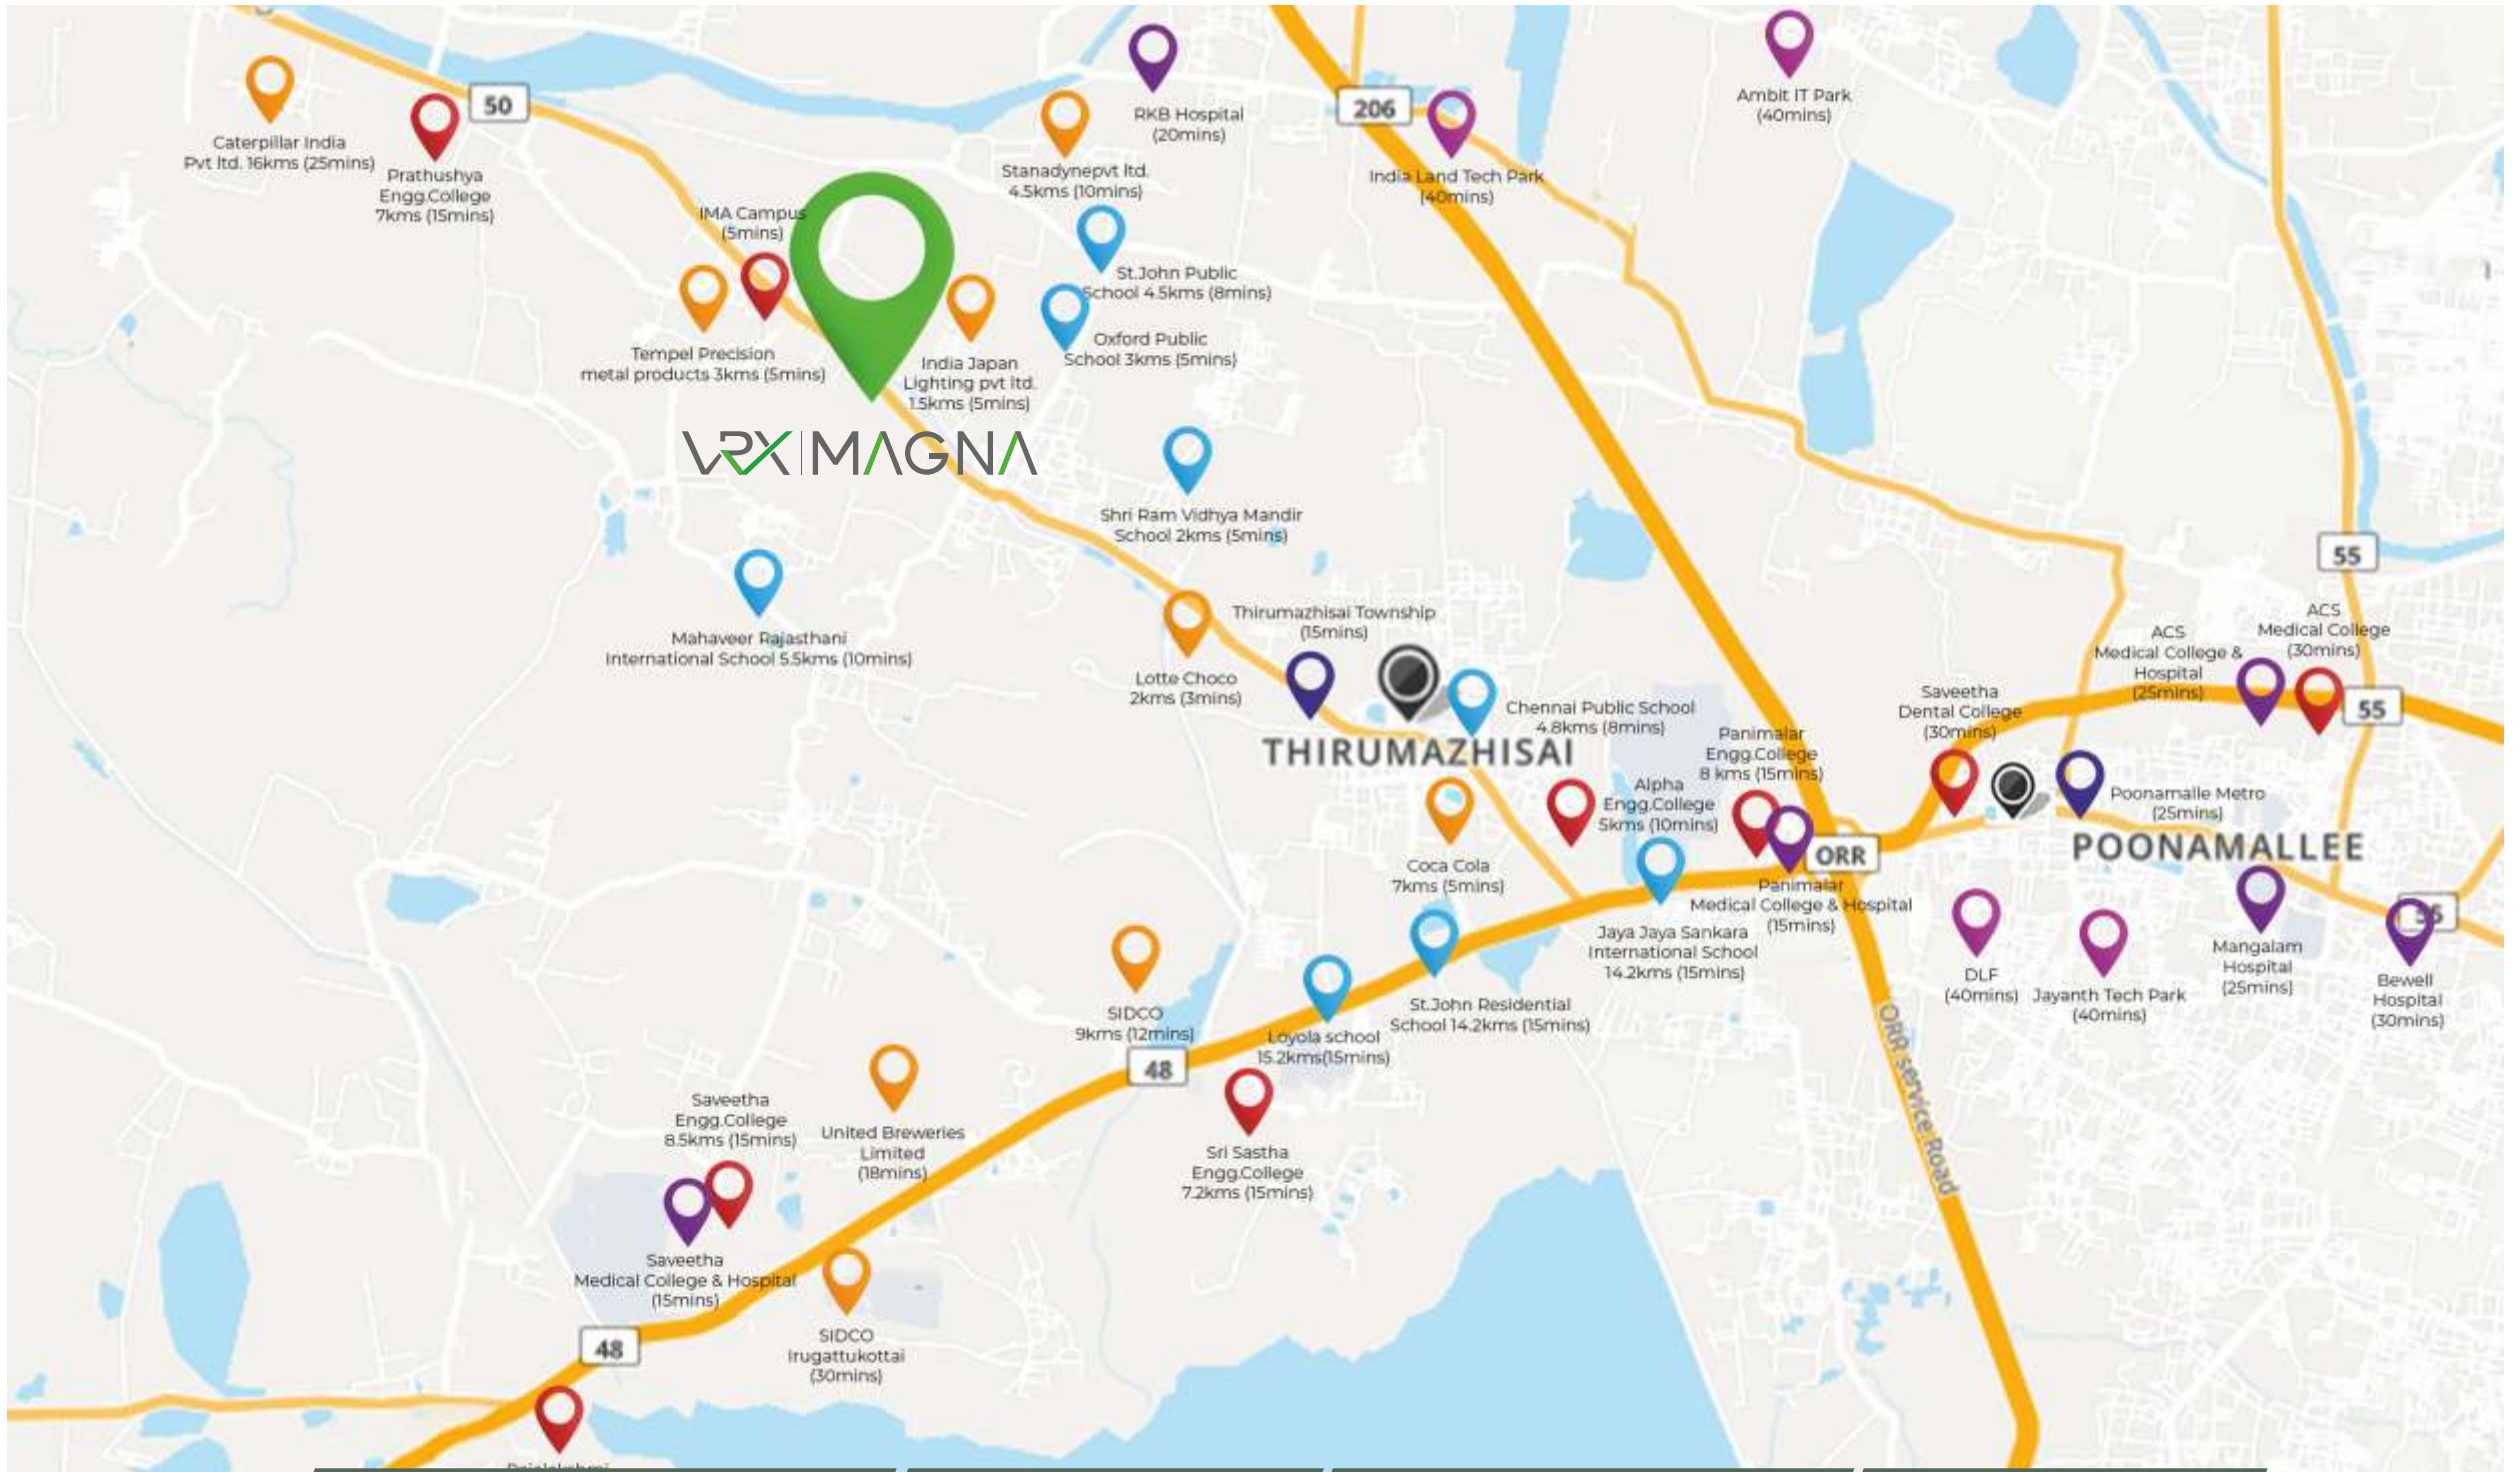 Ambit IT Park
(40mins)
50
RKB Hospital
(20mins)
206
Caterpillar India
Pvt ltd. 16kms (25mins)
Prathushya
Engg.College
7kms (15mins)
Stanadynepvt ltd.
4.5kms (10mins)
India Land Tech Park
(40mins)
IMA Campus
(5mins)
St.John Public
School 4.5kms (8mins)
Tempel Precision
metal products 3kms (5mins)
India Japan
Lighting pvt ltd.
1.5kms (5mins)
Oxford Public
School 3kms (5mins)
VRX|MAGNA
Shri Ram Vidhya Mandir
School 2kms (5mins)
55
Mahaveer Rajasthani
International School 5.5kms (10mins)
Thirumazhisai Township
(15mins)
Lotte Choco
2kms (3mins)
ACS
Medical College &
Hospital
(25mins)
ACS
Medical College
(30mins)
55
Chennai Public School
4.8kms (8mins)
Saveetha
Dental College
(30mins)
THIRUMAZHISAI
Panimalar
Engg.College
8 kms (15mins)
Alpha
Engg.College
5kms (10mins)
Poonamalle Metro
(25mins)
POONAMALLEE
ORR
Coca Cola
7kms (5mins)
Panimalar
Medical College & Hospital
(15mins)
Jaya Jaya Sankara
International School
14.2kms (15mins)
DLF
(40mins)
Jayanth Tech Park
(40mins)
Mangalam
Hospital
(25mins)
Bewell
Hospital
(30mins)
SIDCO
9kms (12mins)
Loyola school
15.2kms(15mins)
St.John Residential
School 14.2kms (15mins)
48
ORR service Road
Saveetha
Engg.College
8.5kms (15mins)
United Breweries
Limited
(18mins)
Sri Sastha
Engg.College
7.2kms (15mins)
Saveetha
Medical College & Hospital
(15mins)
48
SIDCO
Irugattukottai
(30mins)